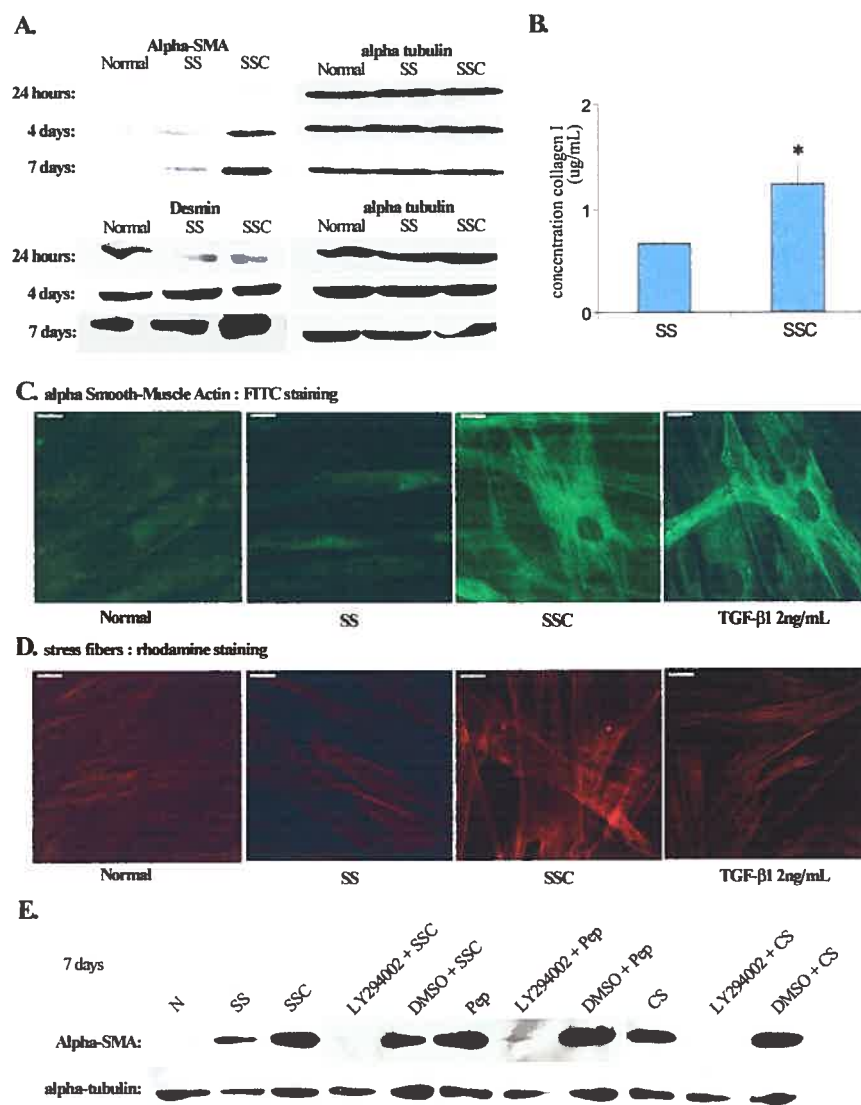 A.
Alpha-SMA
Normal SS SSC
24 hours:
4 days:
7 days:
alpha tubulin
Normal SS SSC
Desmin
Normal SS SSC
24 hours:
4 days:
7 days:
alpha tubulin
Normal SS SSC
B.
concentration collagen I
(ug/mL)
2
1
0
*
SS SSC
C. alpha Smooth-Muscle Actin : FITC staining
Normal SS SSC TGF-β1 2ng/mL
D. stress fibers : rhodamine staining
Normal SS SSC TGF-β1 2ng/mL
E.
7 days
N SS SSC LY294002 + SSC DMSO + SSC Pep LY294002 + Pep DMSO + Pep CS LY294002 + CS DMSO + CS
Alpha-SMA:
alpha-tubulin: